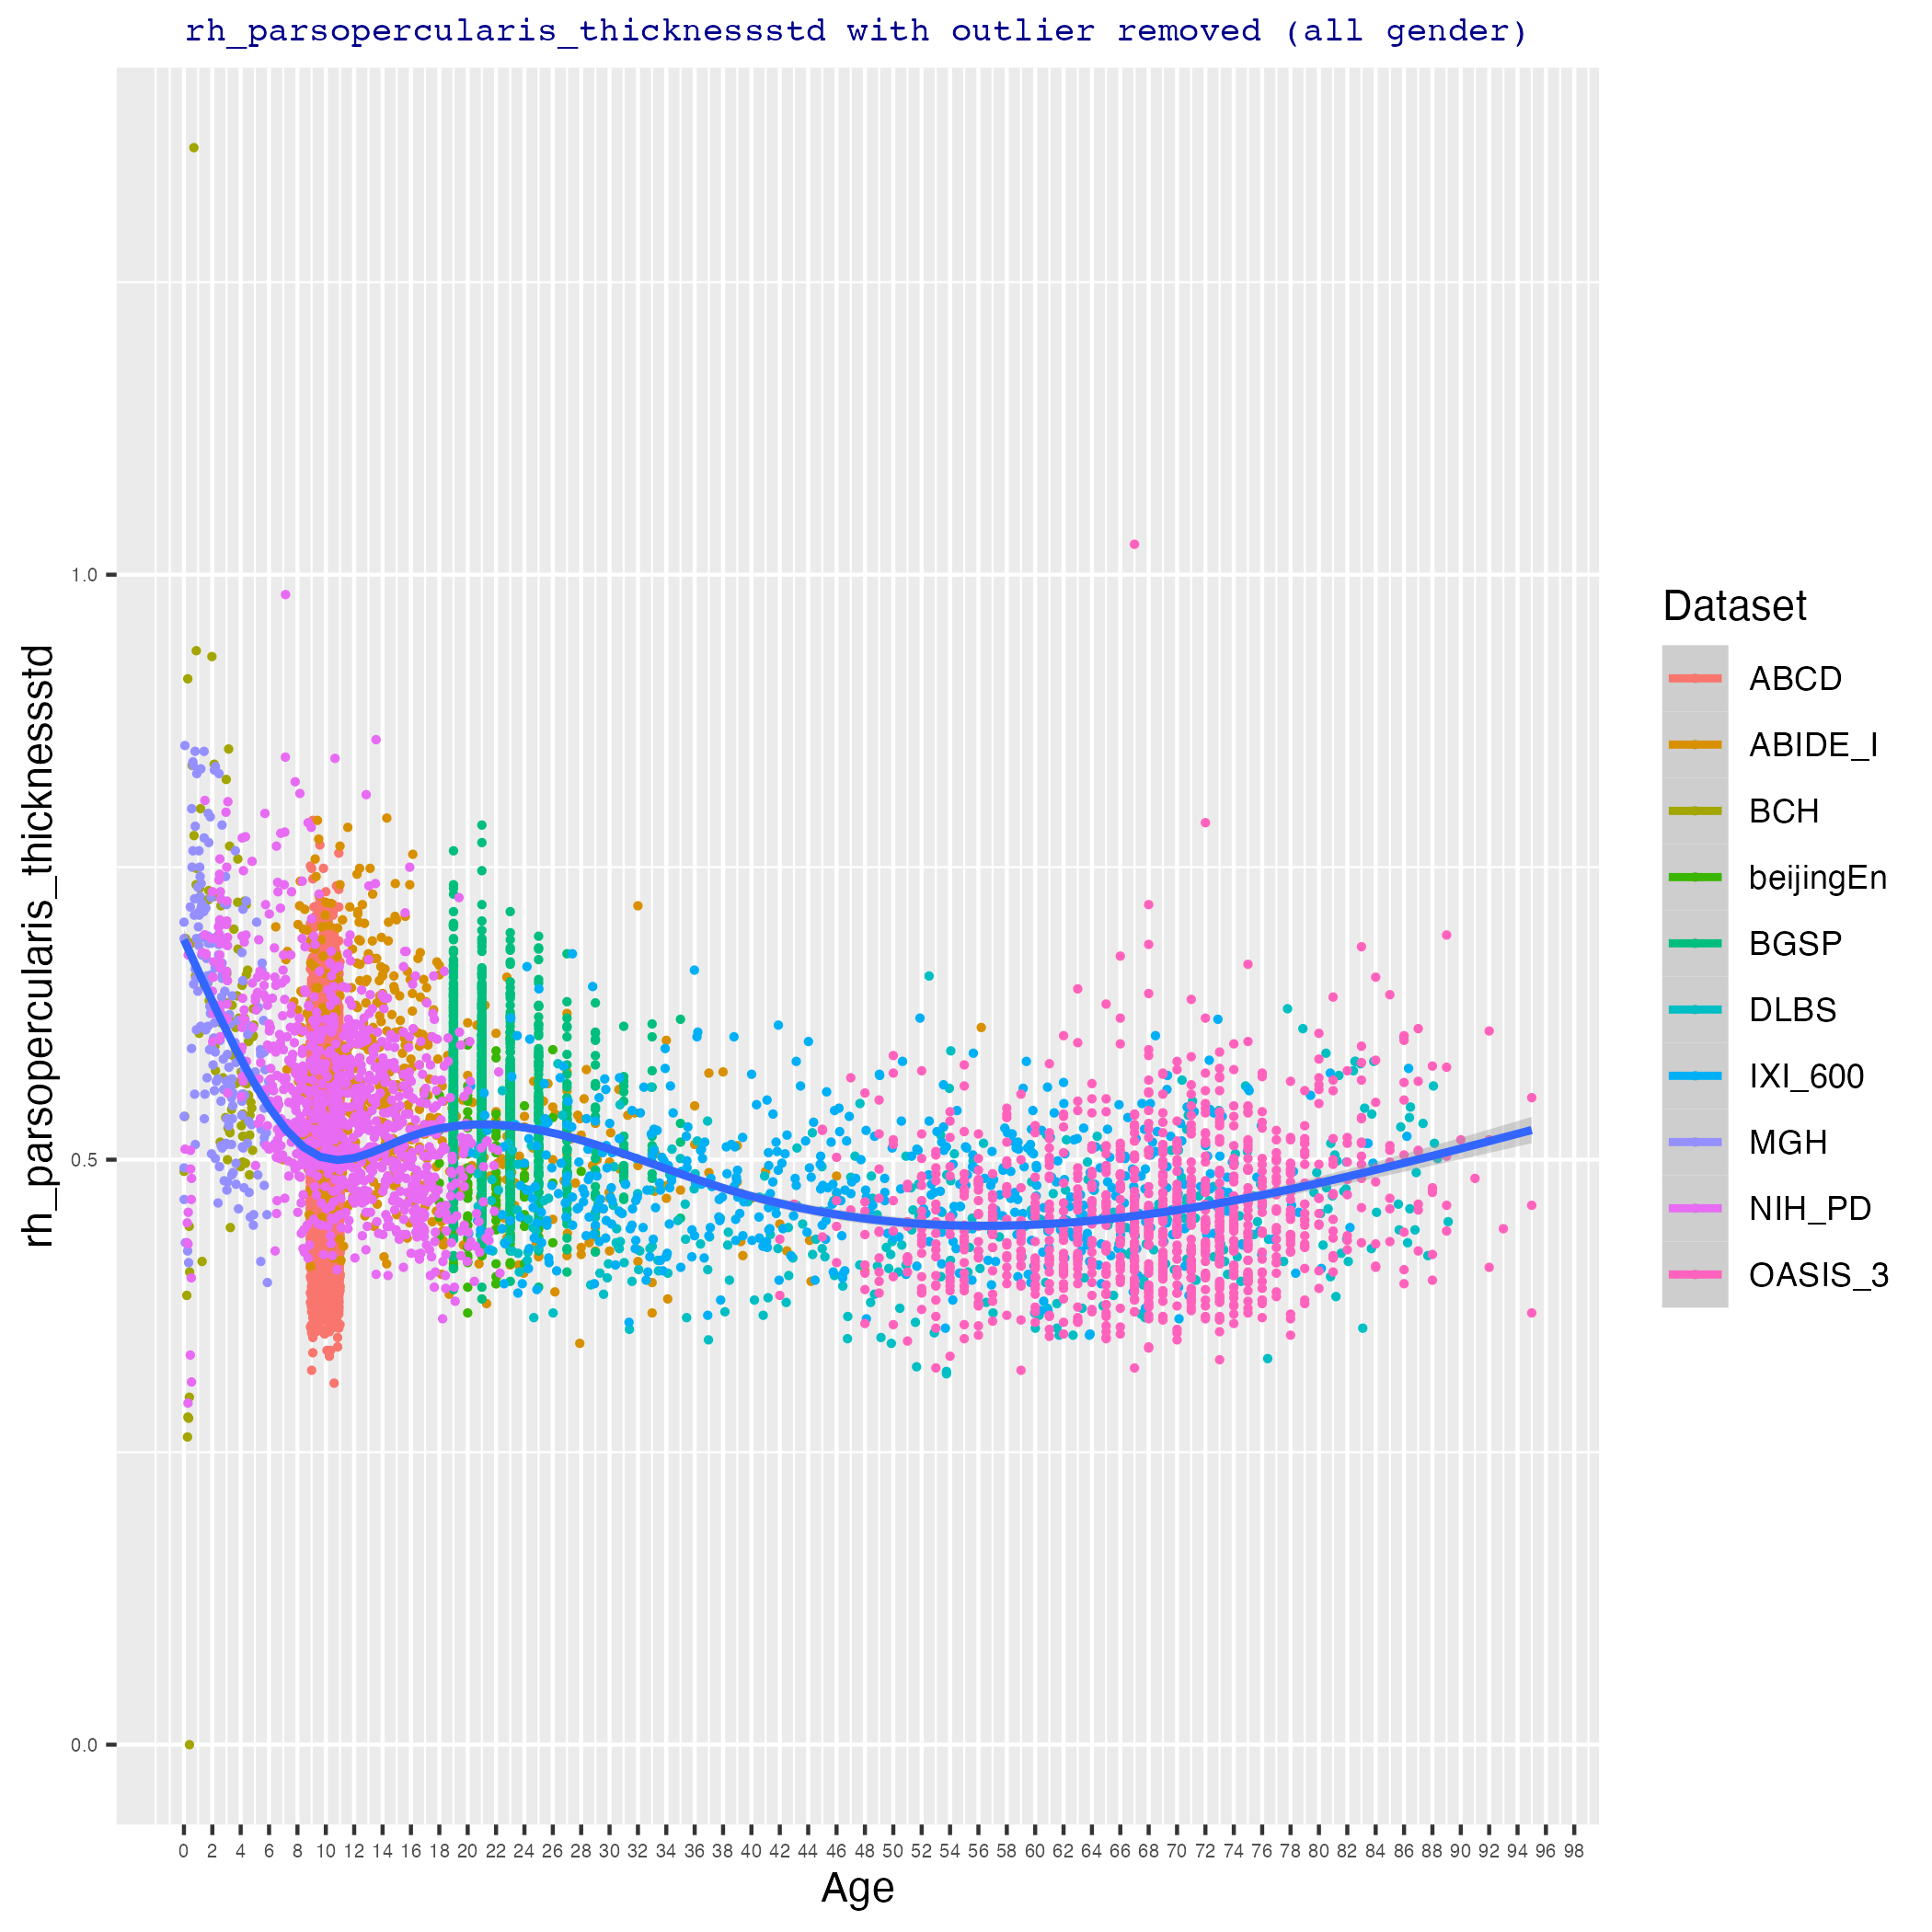 rh_parsopercularis_thicknessstd with outlier removed (all gender)
rh_parsopercularis_thicknessstd
1.0
0.5
0.0
0 2 4 6 8 10 12 14 16 18 20 22 24 26 28 30 32 34 36 38 40 42 44 46 48 50 52 54 56 58 60 62 64 66 68 70 72 74 76 78 80 82 84 86 88 90 92 94 96 98
Age
Dataset
ABCD
ABIDE_I
BCH
beijingEn
BGSP
DLBS
IXI_600
MGH
NIH_PD
OASIS_3